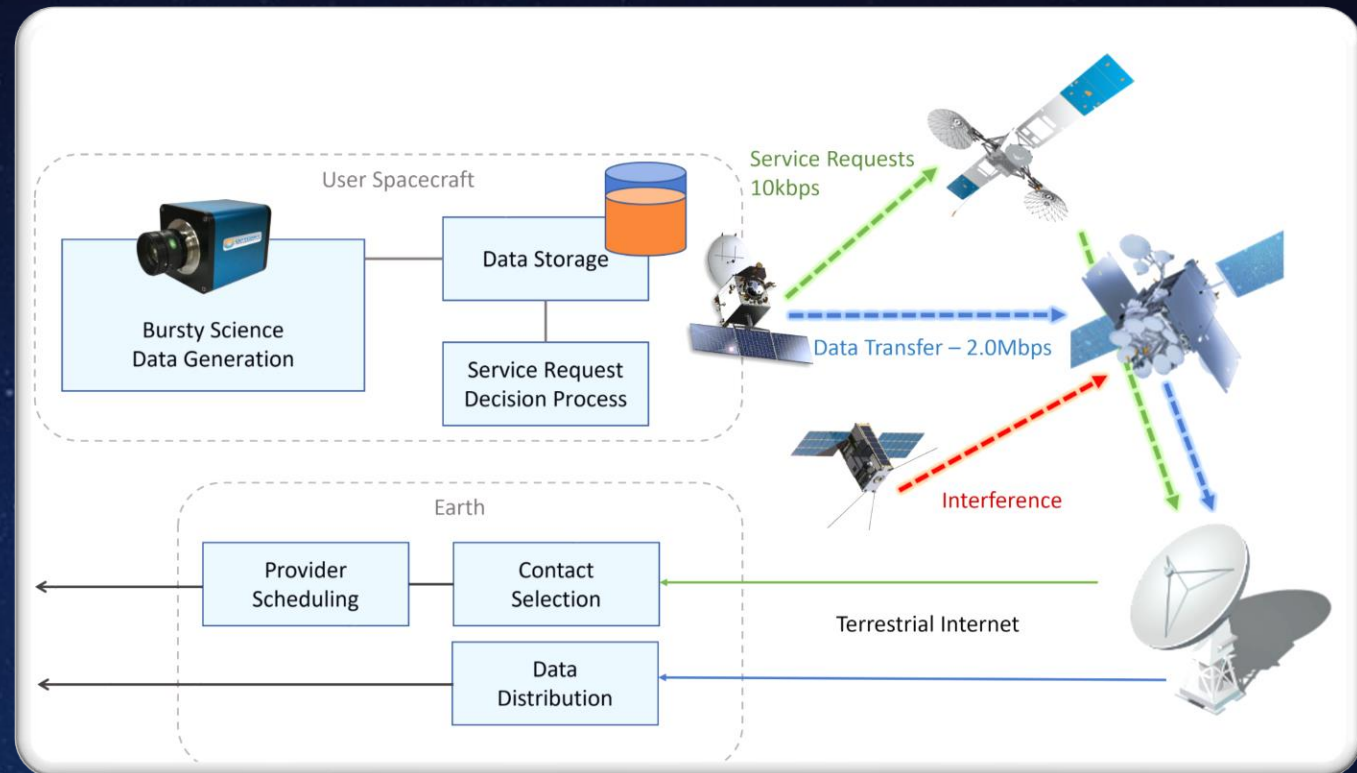 User Spacecraft
Bursty Science
Data Generation
Data Storage
Service Request
Decision Process
Service Requests
10kbps
Data Transfer – 2.0Mbps
Interference
Earth
Provider
Scheduling
Contact
Selection
Terrestrial Internet
Data
Distribution